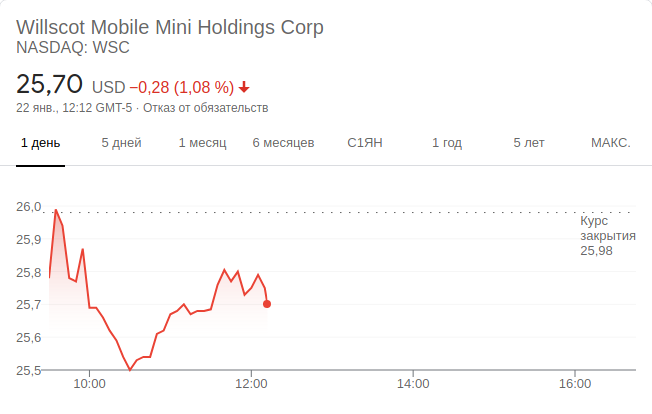 Willscot Mobile Mini Holdings Corp
NASDAQ: WSC
25,70 USD −0,28 (1,08 %)
22 янв., 12:12 GMT-5 · Отказ от обязательств
1 день 5 дней 1 месяц 6 месяцев С1ЯН 1 год 5 лет МАКС.
26,0
Курс
25,9 закрытия
25,98
25,8
25,7
25,6
25,5
10:00 12:00 14:00 16:00